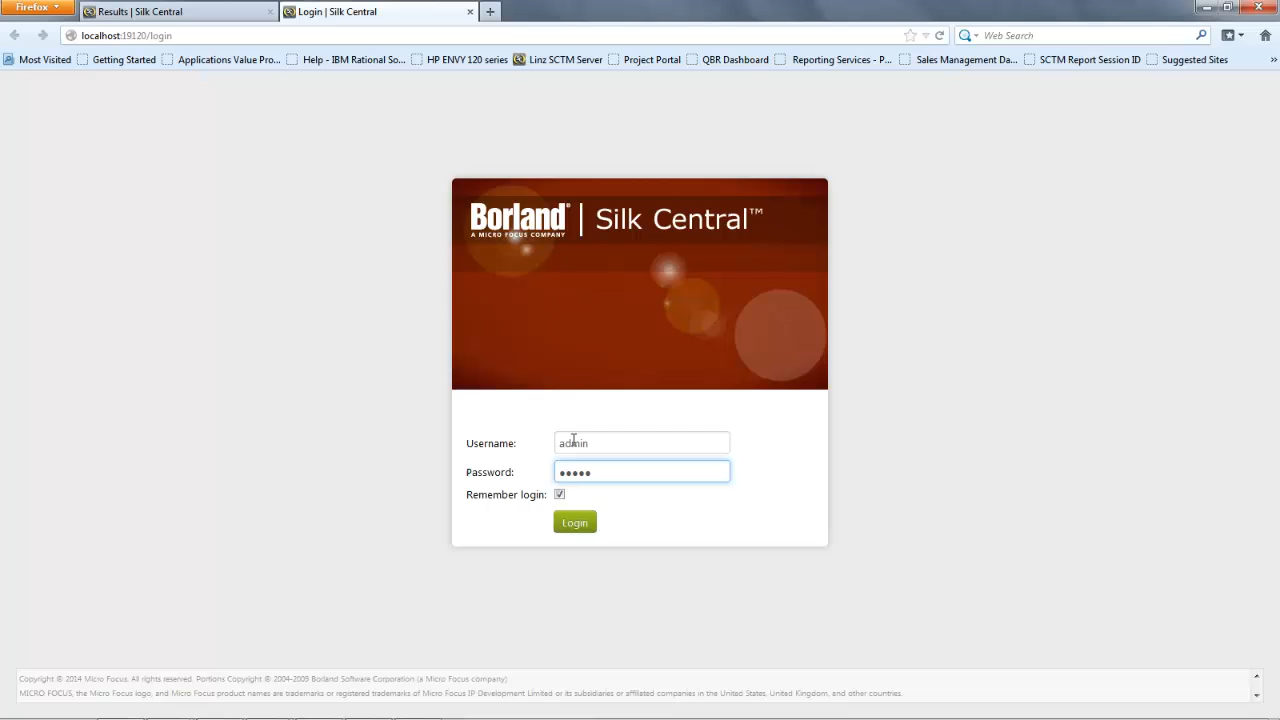 Firefox
Results | Silk Central
Login | Silk Central
localhost:19120/login
Web Search
Most Visited
Getting Started
Applications Value Pro...
Help - IBM Rational So...
HP ENVY 120 series
Linz SCTM Server
Project Portal
QBR Dashboard
Reporting Services - P...
Sales Management Da...
SCTM Report Session ID
Suggested Sites
Borland® | Silk Central™
A MICRO FOCUS COMPANY
Username: admin
Password: •••••
Remember login:
Login
Copyright © 2014 Micro Focus. All rights reserved. Portions Copyright © 2004-2009 Borland Software Corporation (a Micro Focus company)
MICRO FOCUS, the Micro Focus logo, and Micro Focus product names are trademarks or registered trademarks of Micro Focus IP Development Limited or its subsidiaries or affiliated companies in the United States, United Kingdom, and other countries.